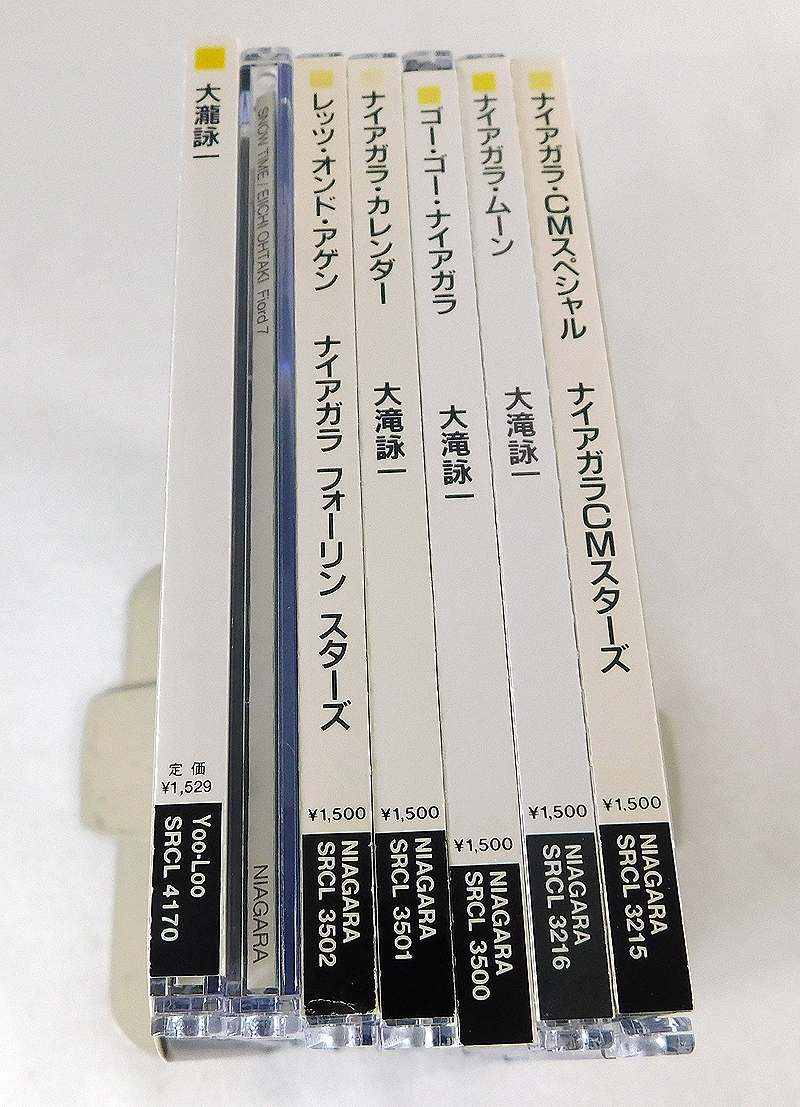 大瀧詠一
定価
¥1,529
Yoo-Loo
SRCL 4170
SNOW TIME / EIICHI OHTAKI Fiord 7
NIAGARA
レッツ・オンド・アゲン
ナイアガラ フォーリン スターズ
¥1,500
NIAGARA
SRCL 3502
ナイアガラ・カレンダー
大滝詠一
¥1,500
NIAGARA
SRCL 3501
ゴー・ゴー・ナイアガラ
大滝詠一
¥1,500
NIAGARA
SRCL 3500
ナイアガラ・ムーン
大滝詠一
¥1,500
NIAGARA
SRCL 3216
ナイアガラ・CMスペシャル
ナイアガラCMスターズ
¥1,500
NIAGARA
SRCL 3215